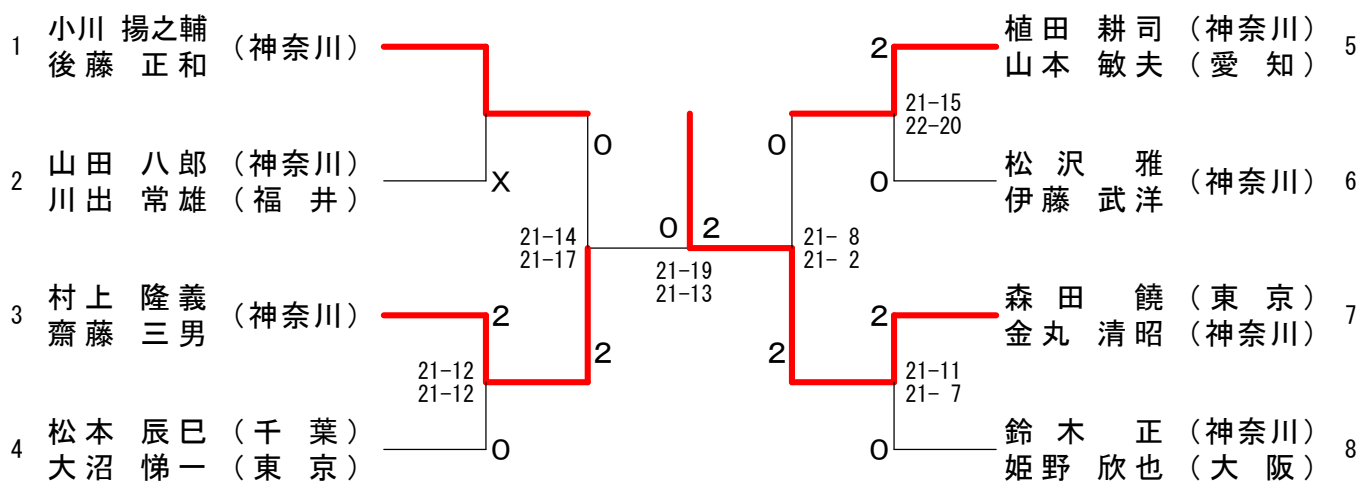 1 小川 揚之輔 (神奈川)
後藤 正和
2 山田 八郎 (神奈川)
川出 常雄 (福井)
X
3 村上 隆義 (神奈川)
齋藤 三男
2
21-12
21-12
4 松本 辰巳 (千葉)
大沼 悌一 (東京)
0
0
21-14
21-17
2
0 2
21-19
21-13
0
21- 8
21- 2
2
植田 耕司 (神奈川) 5
山本 敏夫 (愛知)
2
21-15
22-20
松沢 雅 (神奈川) 6
伊藤 武洋
0
森田 饒 (東京) 7
金丸 清昭 (神奈川)
2
21-11
21- 7
鈴木 正 (神奈川) 8
姫野 欣也 (大阪)
0